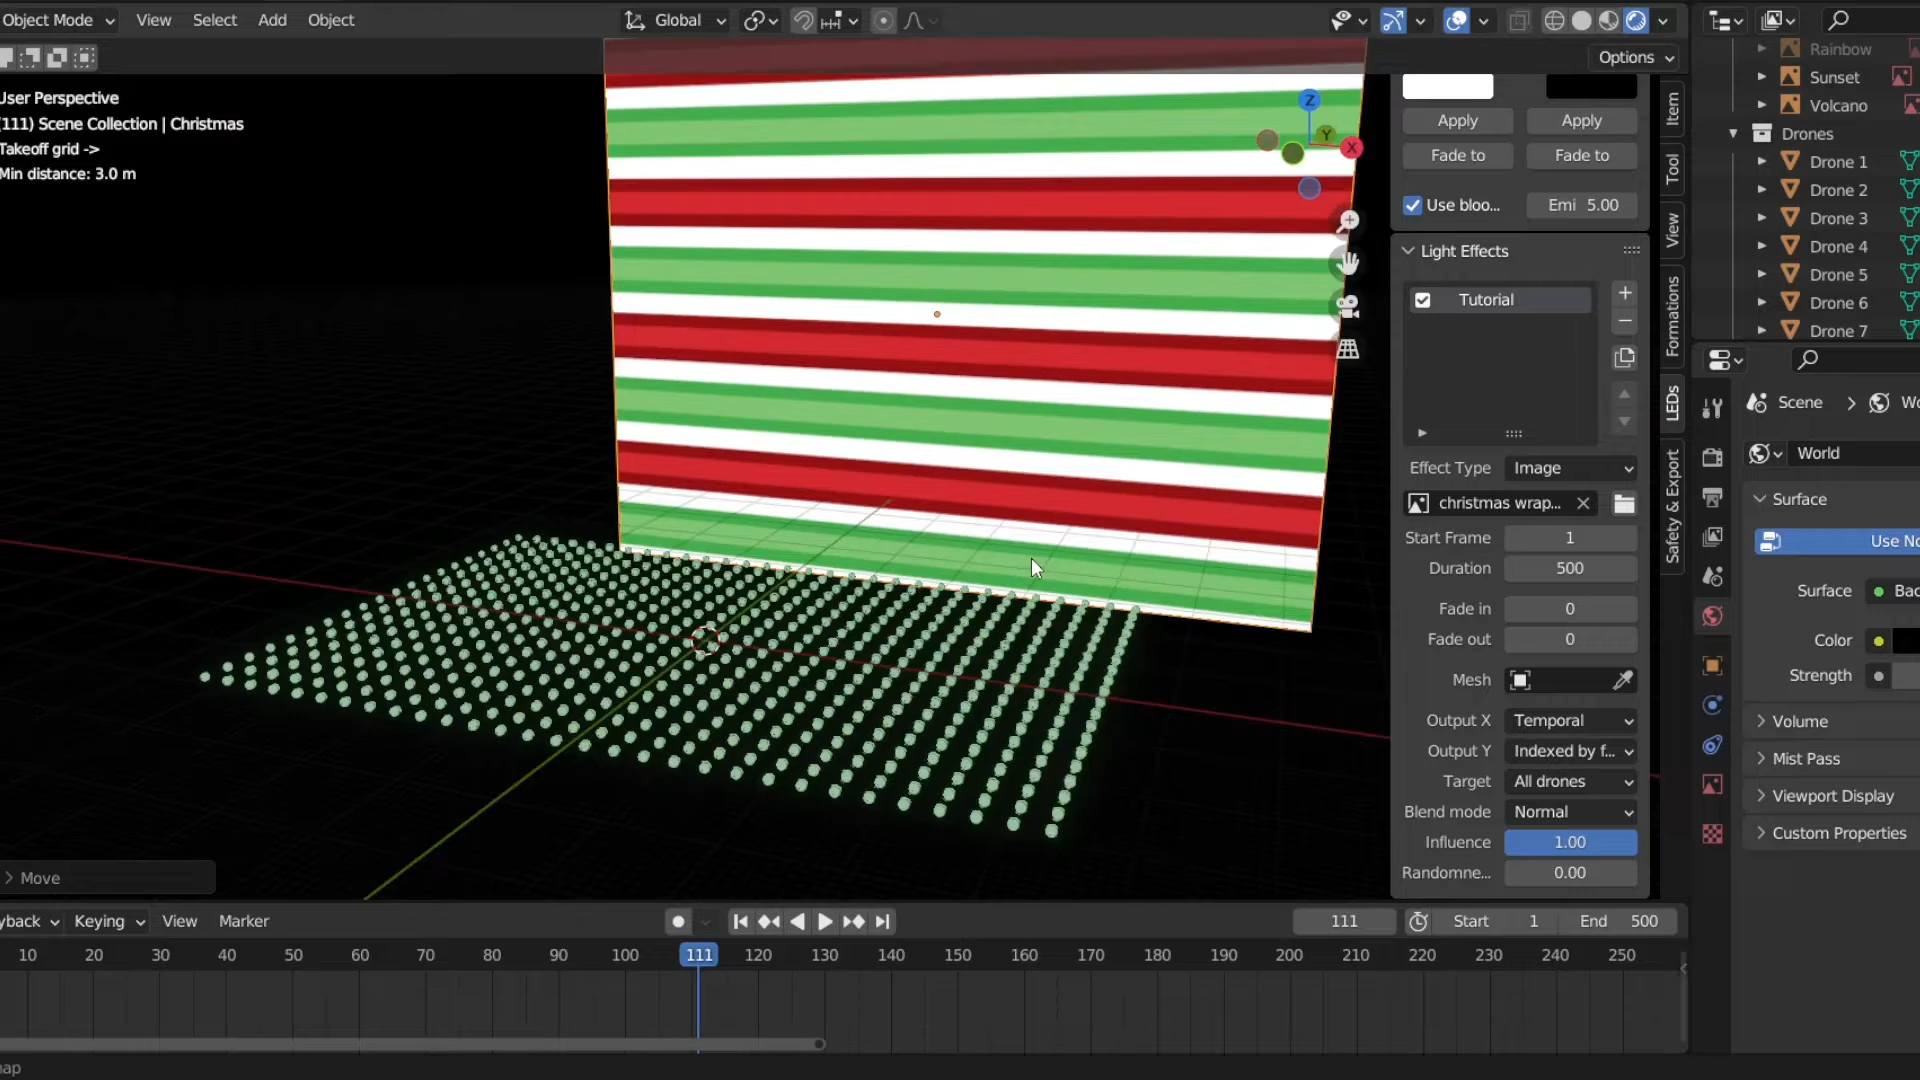 Object Mode View Select Add Object Global
Options
User Perspective
(111) Scene Collection | Christmas
Takeoff grid ->
Min distance: 3.0 m
Z
Y
X
Apply Apply
Fade to Fade to
Use bloo... Emi 5.00
Light Effects
Tutorial
Effect Type Image
christmas wrap...
Start Frame 1
Duration 500
Fade in 0
Fade out 0
Mesh
Output X Temporal
Output Y Indexed by f...
Target All drones
Blend mode Normal
Influence 1.00
Randomne... 0.00
Item
Tool
View
Formations
LEDs
Safety & Export
Rainbow
Sunset
Volcano
Drones
Drone 1
Drone 2
Drone 3
Drone 4
Drone 5
Drone 6
Drone 7
Scene Wo
World
Surface
Use No
Surface Bac
Color
Strength
Volume
Mist Pass
Viewport Display
Custom Properties
Move
yback Keying View Marker 111 Start 1 End 500
10 20 30 40 50 60 70 80 90 100 111 120 130 140 150 160 170 180 190 200 210 220 230 240 250